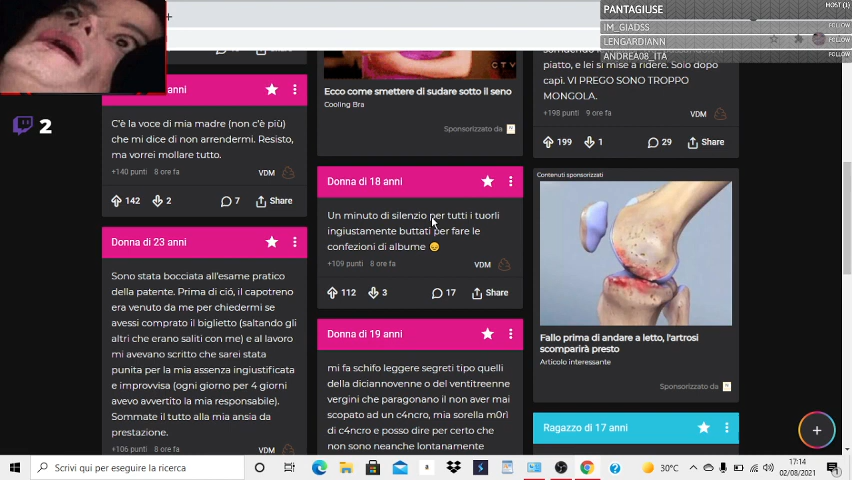 PANTAGIUSE
HOST (1)
IM_GIADSS
FOLLOW
LENGARDIANN
FOLLOW
ANDREA08_ITA
FOLLOW
2
Share
anni
C'è la voce di mia madre (non c'è più)
che mi dice di non arrendermi. Resisto,
ma vorrei mollare tutto.
+140 punti 8 ore fa VDM
142 2 7 Share
Donna di 23 anni
Sono stata bocciata all'esame pratico
della patente. Prima di ció, il capotreno
era venuto da me per chiedermi se
avessi comprato il biglietto (saltando gli
altri che erano saliti con me) e al lavoro
mi avevano scritto che sarei stata
punita per la mia assenza ingiustificata
e improvvisa (ogni giorno per 4 giorni
avevo avvertito la mia responsabile).
Sommate il tutto alla mia ansia da
prestazione.
+106 punti 8 ore fa VDM
CTV
Ecco come smettere di sudare sotto il seno
Cooling Bra
Sponsorizzato da
Donna di 18 anni
Un minuto di silenzio per tutti i tuorli
ingiustamente buttati per fare le
confezioni di albume
+109 punti 8 ore fa VDM
112 3 17 Share
Donna di 19 anni
mi fa schifo leggere segreti tipo quelli
della diciannovenne o del ventitreenne
vergini che paragonano il non aver mai
scopato ad un c4ncro, mia sorella m0rì
di c4ncro e posso dire per certo che
non sono neanche lontanamente
piatto, e lei si mise a ridere. Solo dopo
capì. VI PREGO SONO TROPPO
MONGOLA.
+198 punti 9 ore fa VDM
199 1 29 Share
Contenuti sponsorizzati
Fallo prima di andare a letto, l'artrosi
scomparirà presto
Articolo interessante
Sponsorizzato da
Ragazzo di 17 anni
Scrivi qui per eseguire la ricerca
30°C
17:14
02/08/2021